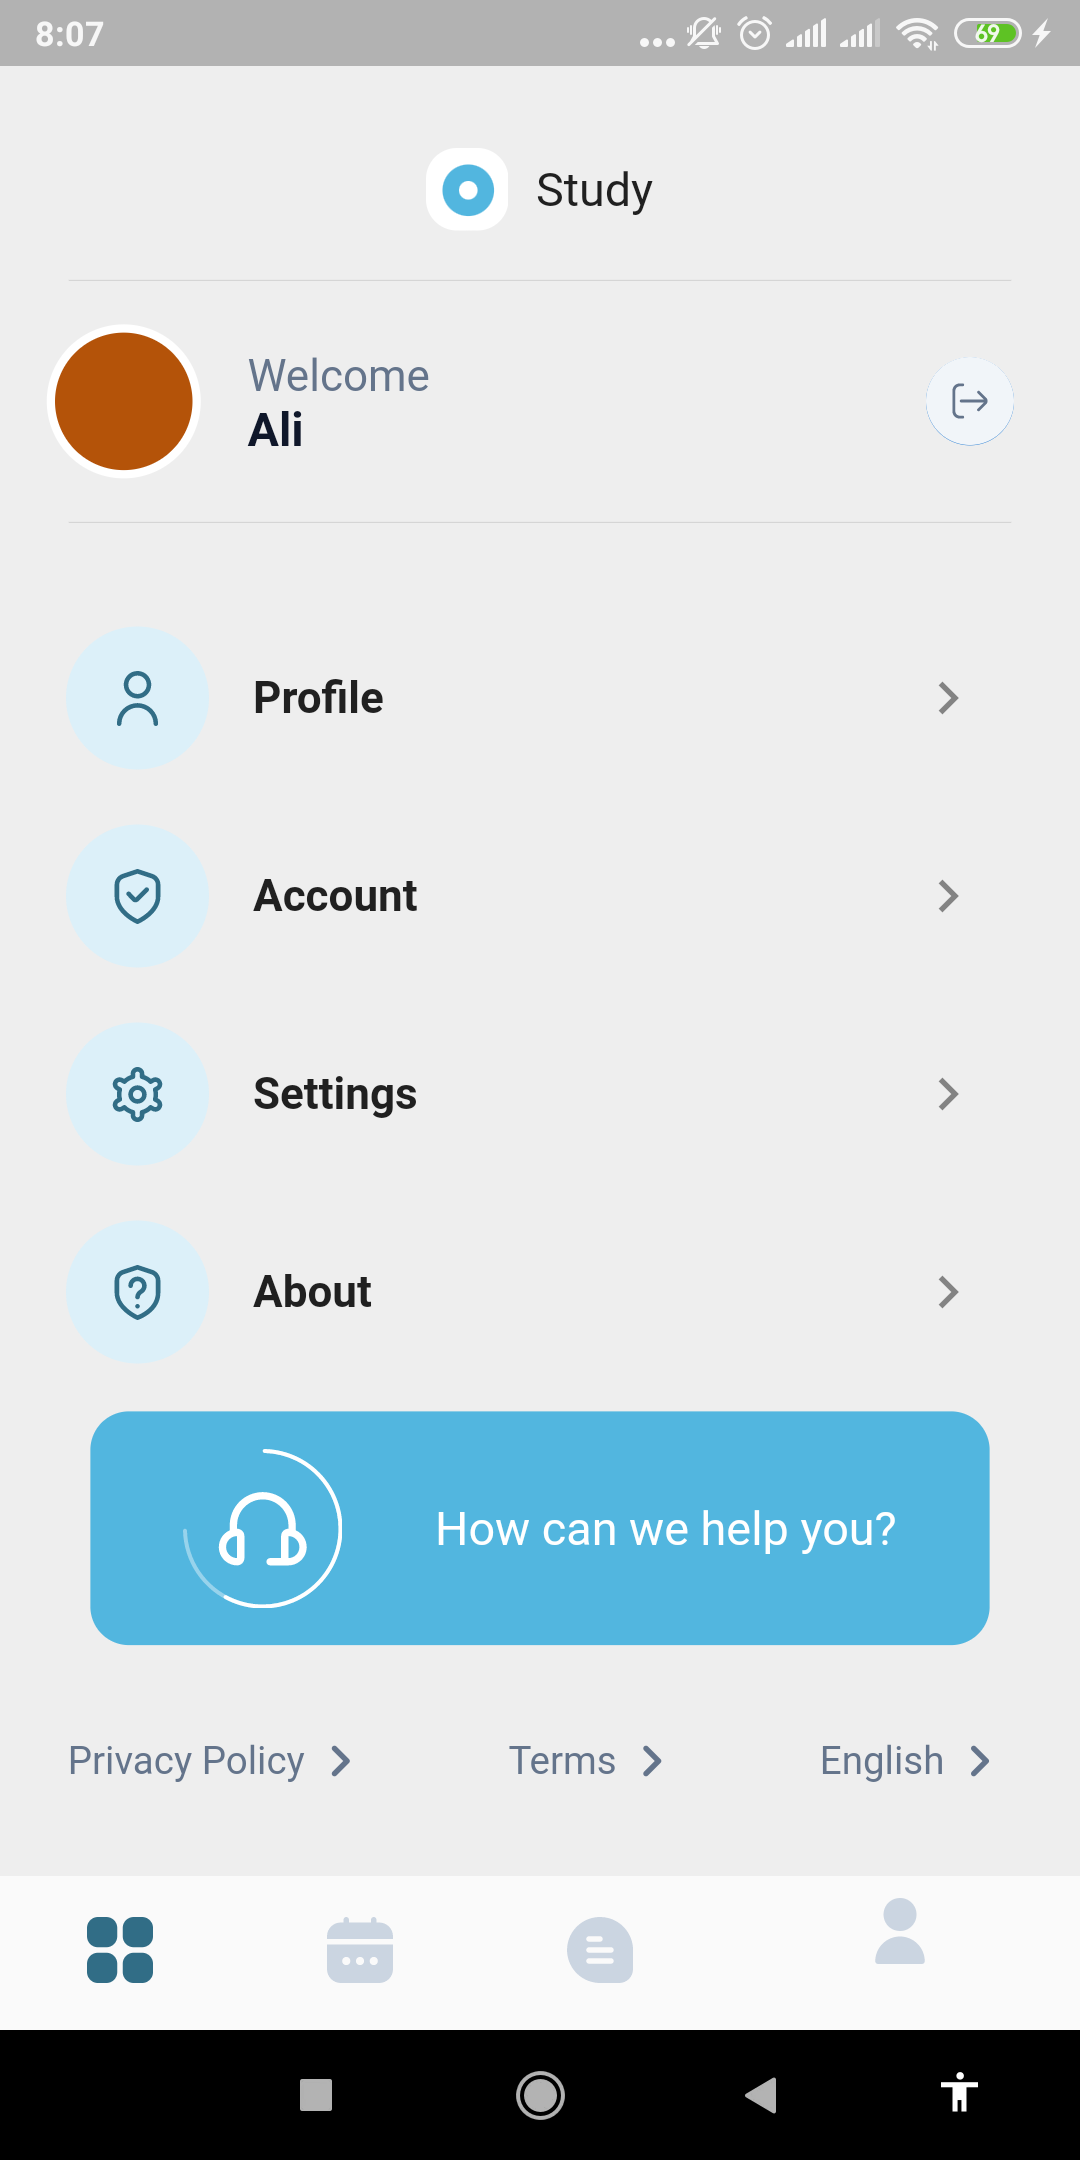 8:07
69
Study
Welcome
Ali
Profile
Account
Settings
About
How can we help you?
Privacy Policy
Terms
English